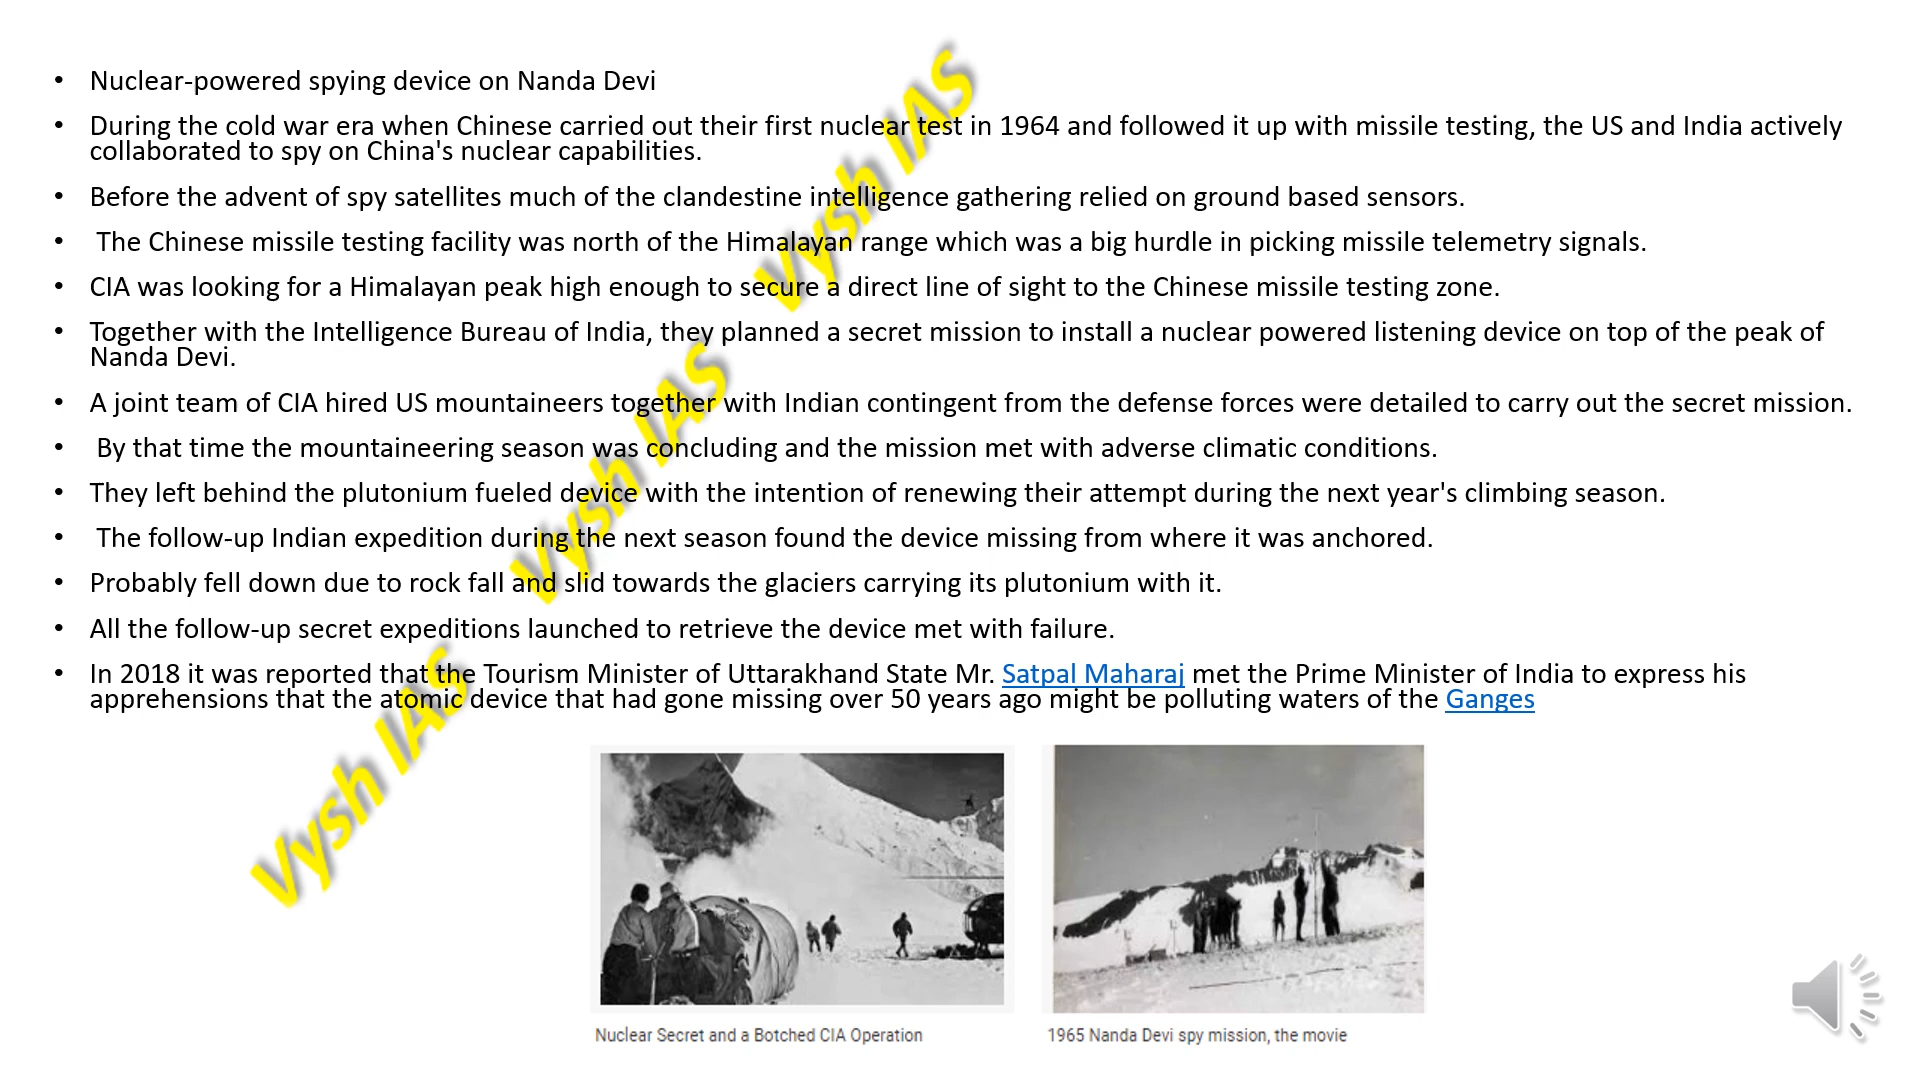 • Nuclear-powered spying device on Nanda Devi
• During the cold war era when Chinese carried out their first nuclear test in 1964 and followed it up with missile testing, the US and India actively
collaborated to spy on China's nuclear capabilities.
• Before the advent of spy satellites much of the clandestine intelligence gathering relied on ground based sensors.
• The Chinese missile testing facility was north of the Himalayan range which was a big hurdle in picking missile telemetry signals.
• CIA was looking for a Himalayan peak high enough to secure a direct line of sight to the Chinese missile testing zone.
• Together with the Intelligence Bureau of India, they planned a secret mission to install a nuclear powered listening device on top of the peak of
Nanda Devi.
• A joint team of CIA hired US mountaineers together with Indian contingent from the defense forces were detailed to carry out the secret mission.
• By that time the mountaineering season was concluding and the mission met with adverse climatic conditions.
• They left behind the plutonium fueled device with the intention of renewing their attempt during the next year's climbing season.
• The follow-up Indian expedition during the next season found the device missing from where it was anchored.
• Probably fell down due to rock fall and slid towards the glaciers carrying its plutonium with it.
• All the follow-up secret expeditions launched to retrieve the device met with failure.
• In 2018 it was reported that the Tourism Minister of Uttarakhand State Mr. Satpal Maharaj met the Prime Minister of India to express his
apprehensions that the atomic device that had gone missing over 50 years ago might be polluting waters of the Ganges
Vysh IAS
Vysh IAS
Vysh IAS
Nuclear Secret and a Botched CIA Operation
1965 Nanda Devi spy mission, the movie